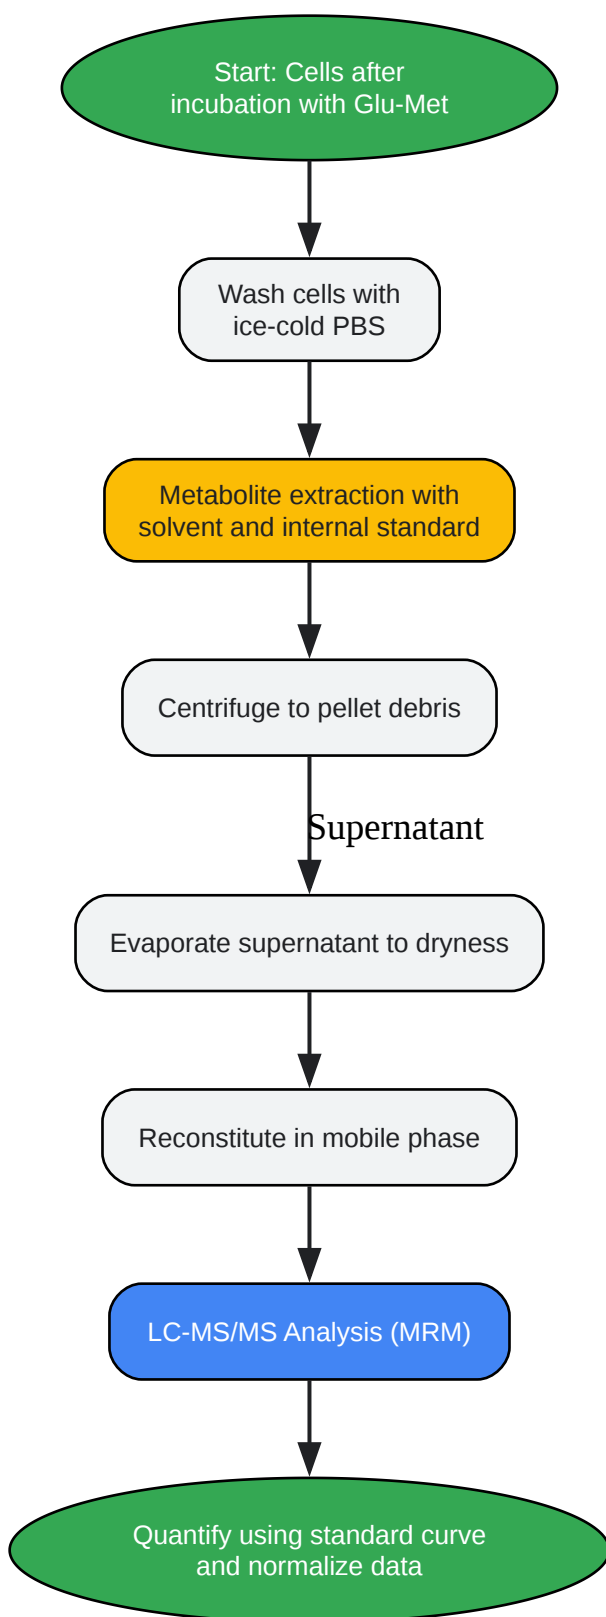 Start: Cells after
incubation with Glu-Met
Wash cells with
ice-cold PBS
Metabolite extraction with
solvent and internal standard
Centrifuge to pellet debris
Supernatant
Evaporate supernatant to dryness
Reconstitute in mobile phase
LC-MS/MS Analysis (MRM)
Quantify using standard curve
and normalize data